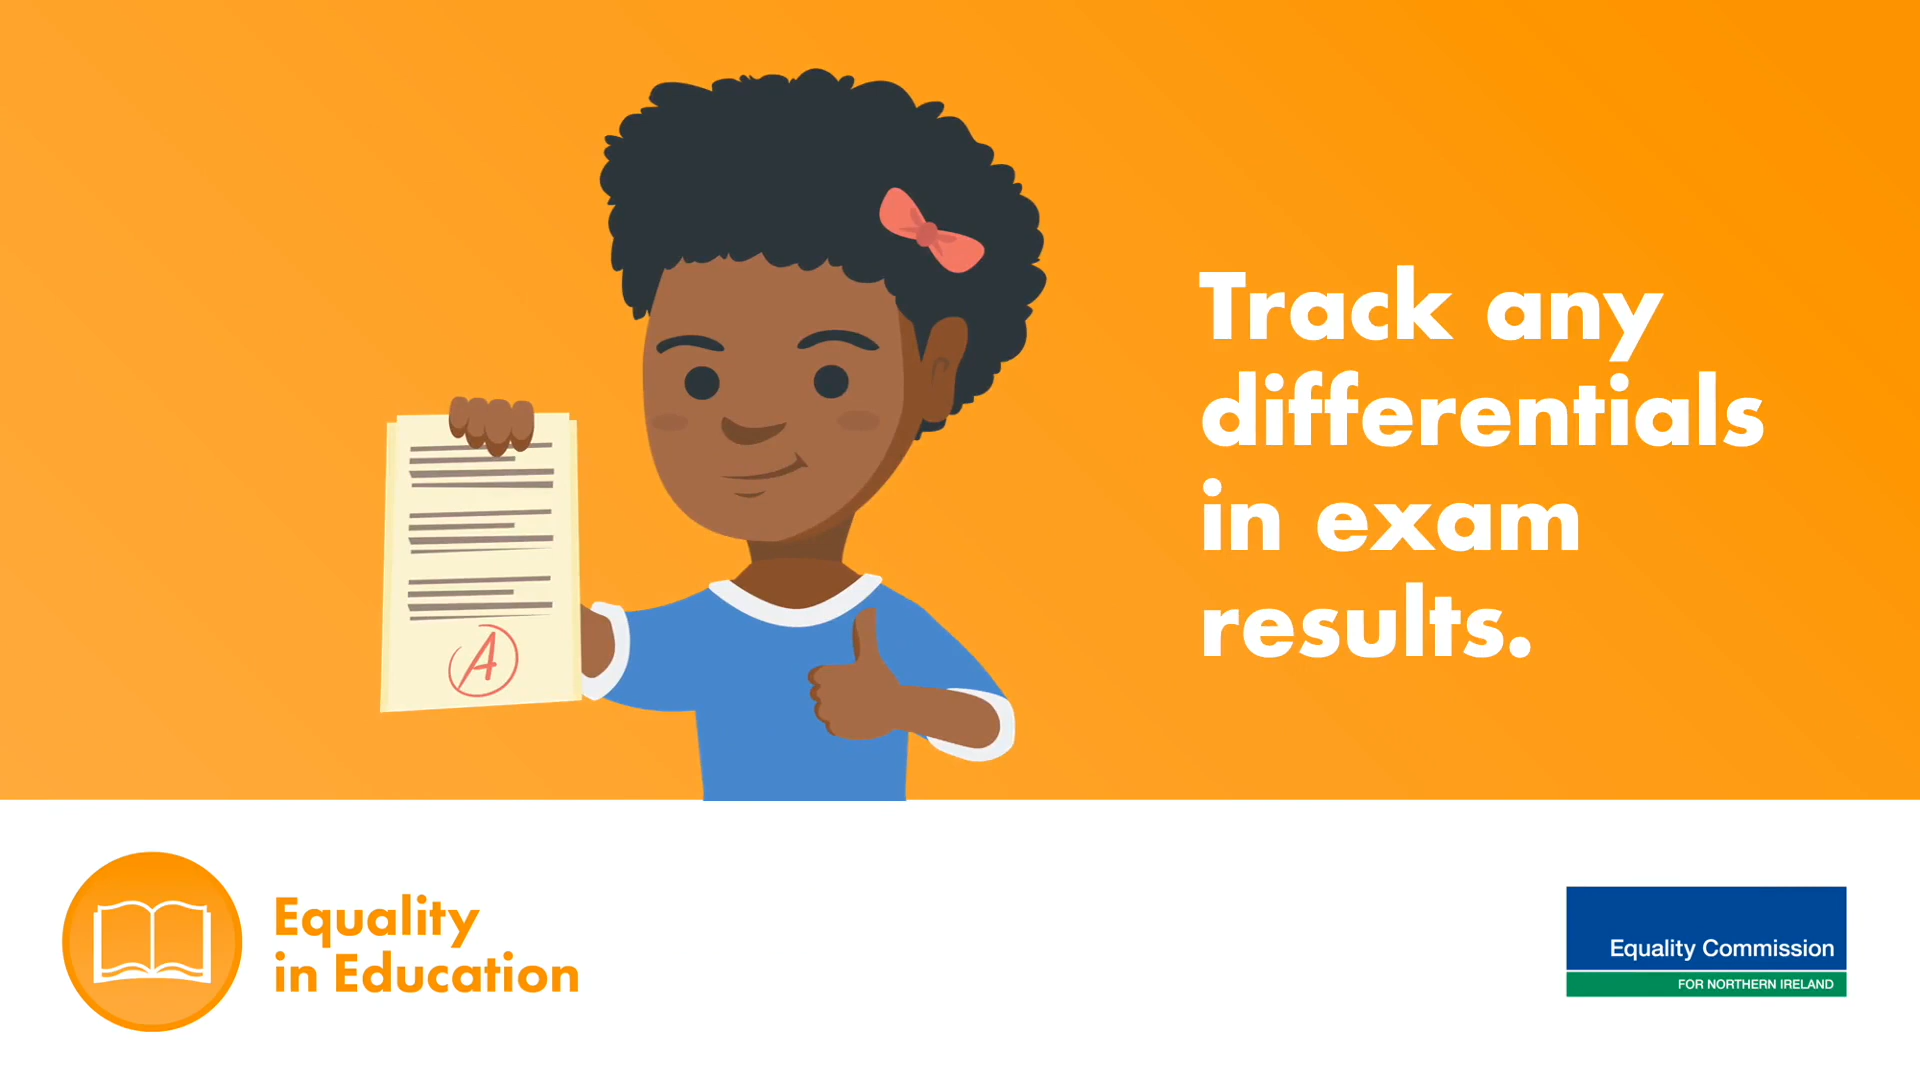 Track any
differentials
in exam
results.
A
Equality
in Education
Equality Commission
FOR NORTHERN IRELAND